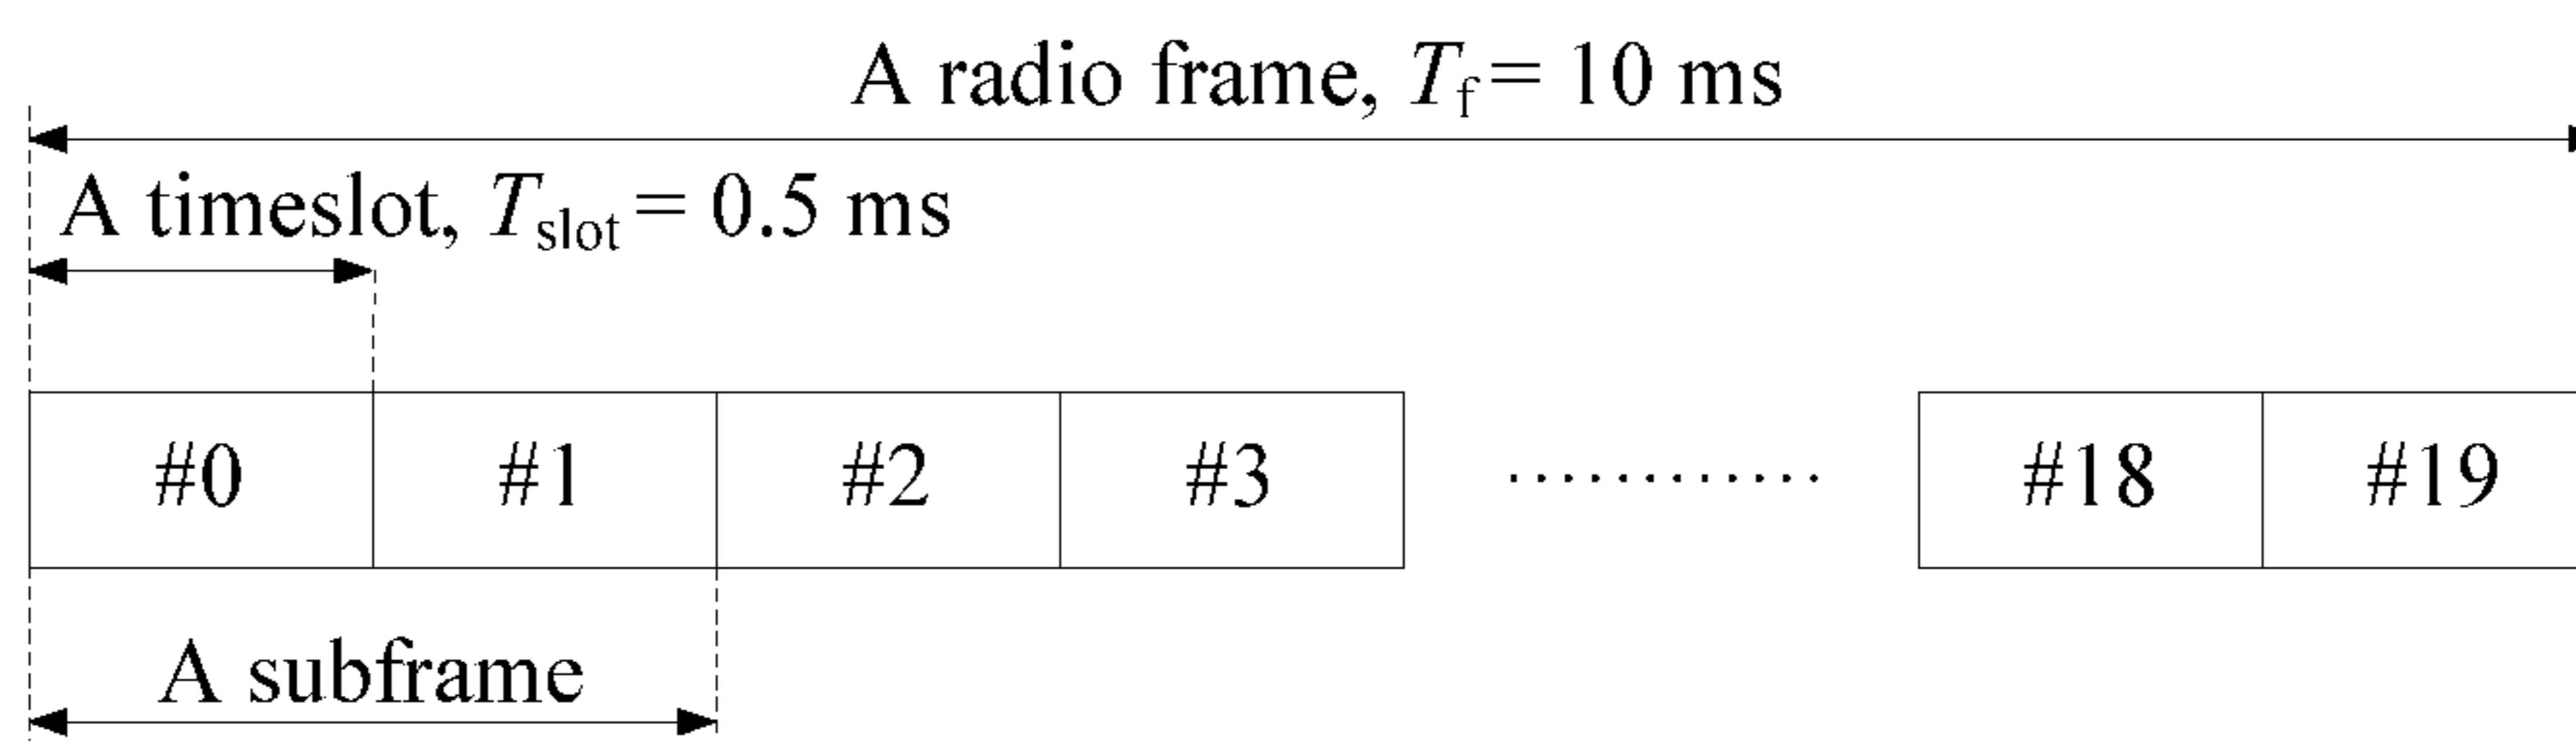 A radio frame, Tf = 10 ms
A timeslot, Tslot = 0.5 ms
#0 #1 #2 #3 ............ #18 #19
A subframe